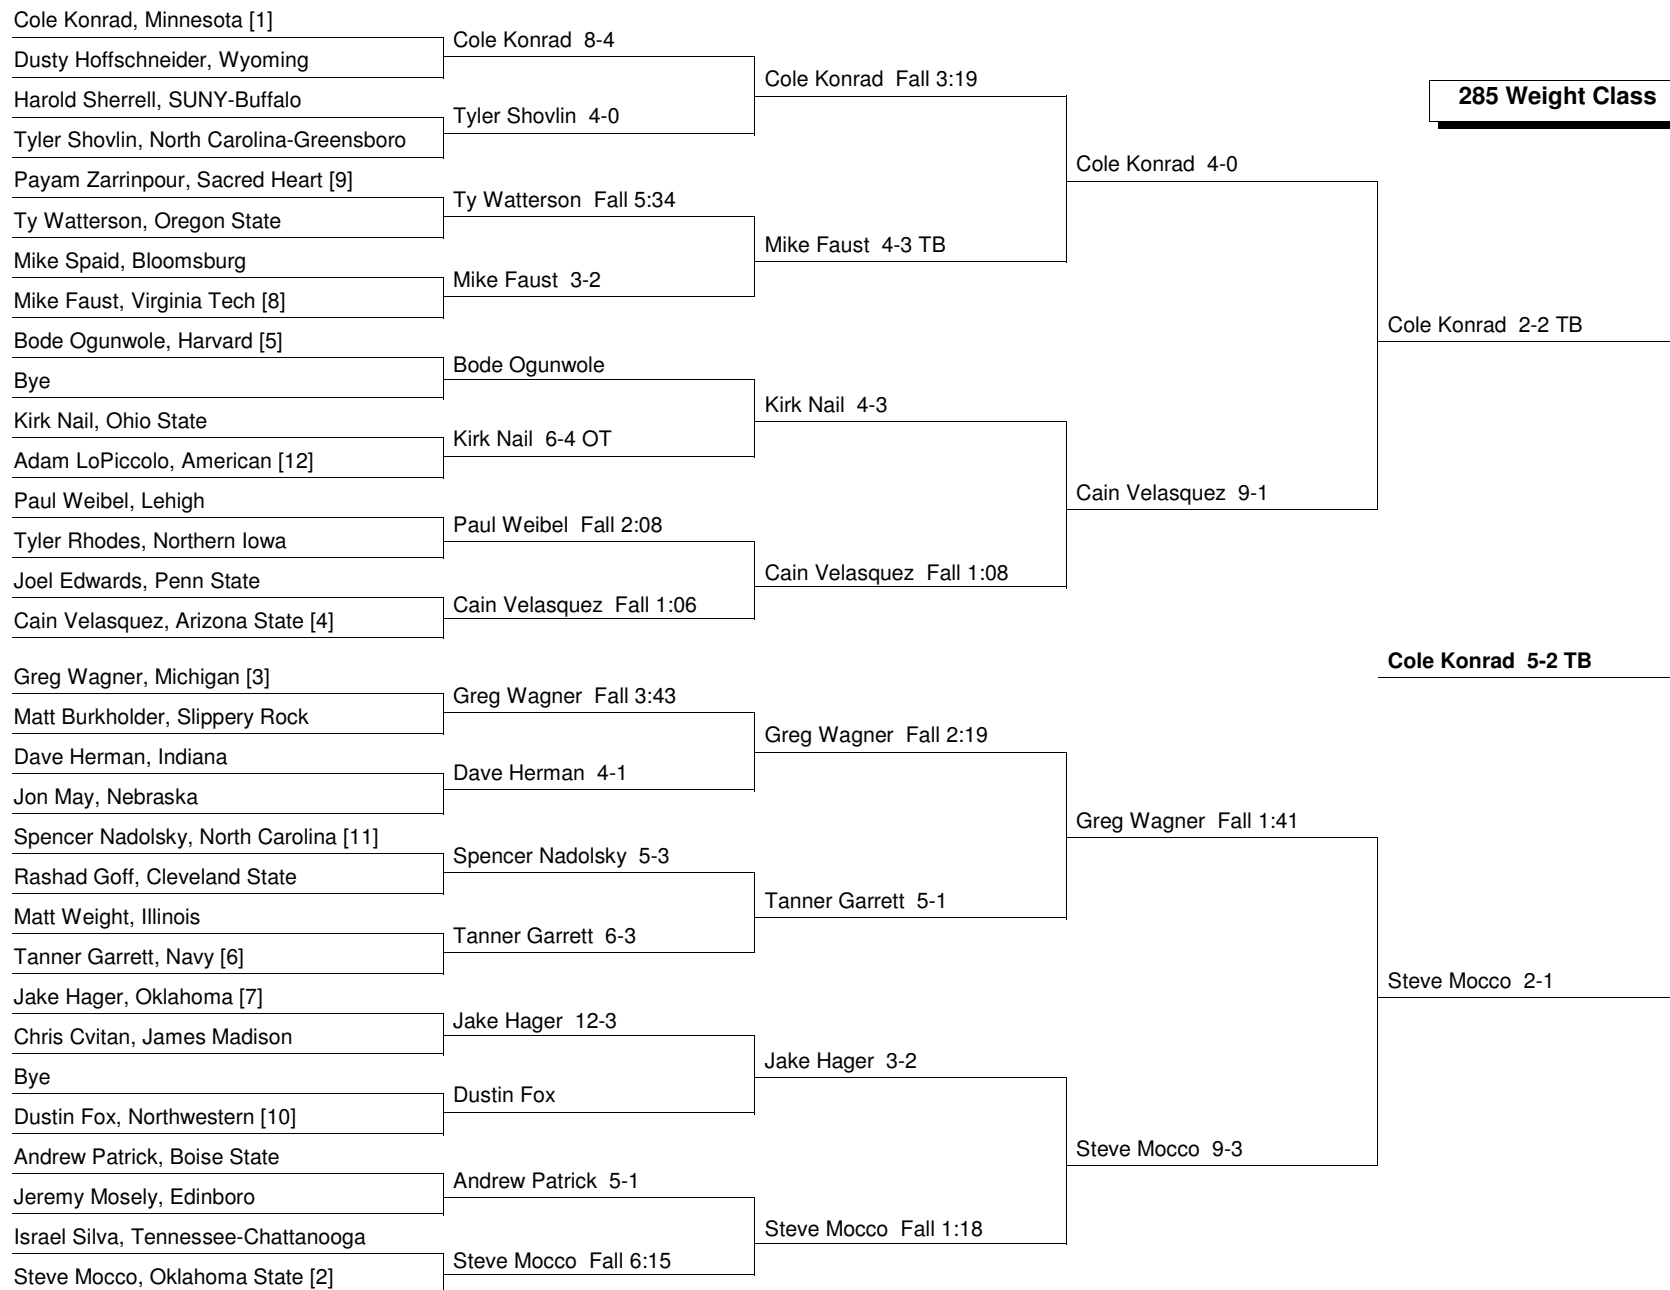 Cole Konrad, Minnesota [1]
Dusty Hoffschneider, Wyoming
Harold Sherrell, SUNY-Buffalo
Tyler Shovlin, North Carolina-Greensboro
Payam Zarrinpour, Sacred Heart [9]
Ty Watterson, Oregon State
Mike Spaid, Bloomsburg
Mike Faust, Virginia Tech [8]
Bode Ogunwole, Harvard [5]
Bye
Kirk Nail, Ohio State
Adam LoPiccolo, American [12]
Paul Weibel, Lehigh
Tyler Rhodes, Northern Iowa
Joel Edwards, Penn State
Cain Velasquez, Arizona State [4]
Greg Wagner, Michigan [3]
Matt Burkholder, Slippery Rock
Dave Herman, Indiana
Jon May, Nebraska
Spencer Nadolsky, North Carolina [11]
Rashad Goff, Cleveland State
Matt Weight, Illinois
Tanner Garrett, Navy [6]
Jake Hager, Oklahoma [7]
Chris Cvitan, James Madison
Bye
Dustin Fox, Northwestern [10]
Andrew Patrick, Boise State
Jeremy Mosely, Edinboro
Israel Silva, Tennessee-Chattanooga
Steve Mocco, Oklahoma State [2]
Cole Konrad 8-4
Tyler Shovlin 4-0
Ty Watterson Fall 5:34
Mike Faust 3-2
Bode Ogunwole
Kirk Nail 6-4 OT
Paul Weibel Fall 2:08
Cain Velasquez Fall 1:06
Greg Wagner Fall 3:43
Dave Herman 4-1
Spencer Nadolsky 5-3
Tanner Garrett 6-3
Jake Hager 12-3
Dustin Fox
Andrew Patrick 5-1
Steve Mocco Fall 6:15
Cole Konrad Fall 3:19
Mike Faust 4-3 TB
Kirk Nail 4-3
Cain Velasquez Fall 1:08
Greg Wagner Fall 2:19
Tanner Garrett 5-1
Jake Hager 3-2
Steve Mocco Fall 1:18
Cole Konrad 4-0
Cain Velasquez 9-1
Greg Wagner Fall 1:41
Steve Mocco 9-3
285 Weight Class
Cole Konrad 2-2 TB
Cole Konrad 5-2 TB
Steve Mocco 2-1